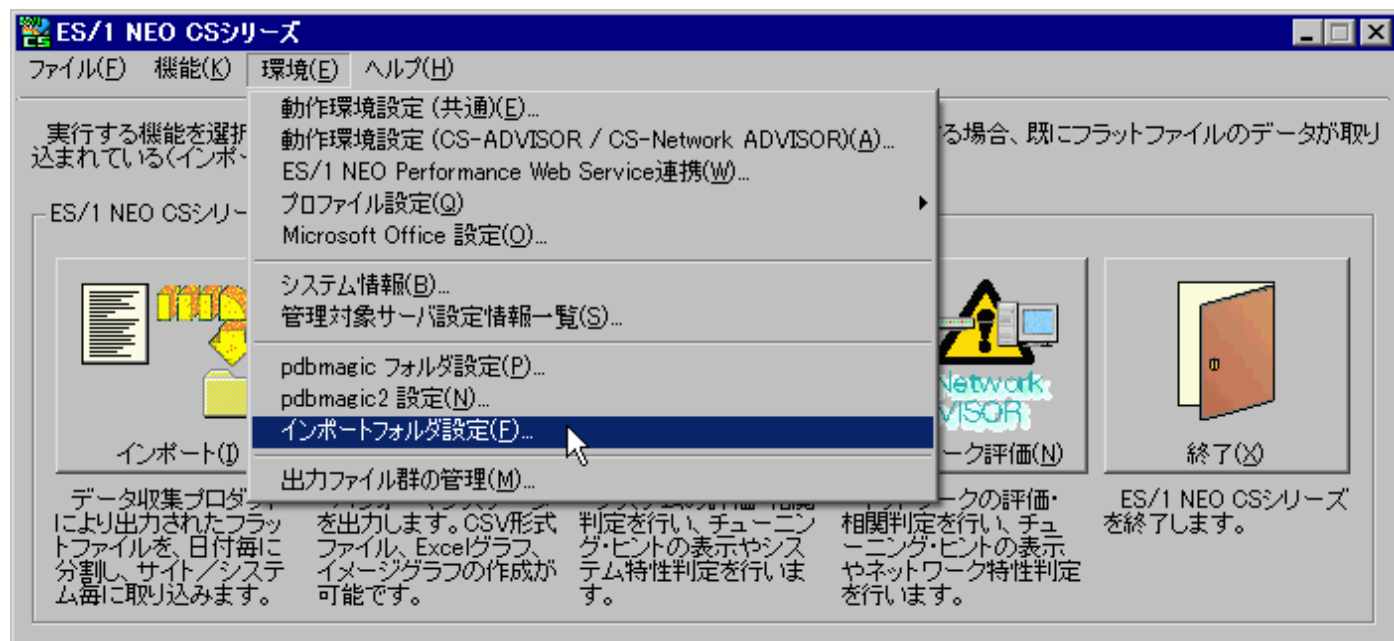 ES/1 NEO CSシリーズ
ファイル(F) 機能(K) 環境(E) ヘルプ(H)
実行する機能を選択
る場合、既にフラットファイルのデータが取り
込まれている(インポー
動作環境設定 (共通)(E)...
動作環境設定 (CS-ADVISOR / CS-Network ADVISOR)(A)...
ES/1 NEO Performance Web Service連携(W)...
プロファイル設定(Q)
Microsoft Office 設定(O)...
システム情報(B)...
管理対象サーバ設定情報一覧(S)...
pdbmagic フォルダ設定(P)...
pdbmagic2 設定(N)...
インポートフォルダ設定(F)...
出力ファイル群の管理(M)...
ES/1 NEO CSシリー
インポート(I)
データ収集プロダ
により出力されたフラッ
トファイルを、日付毎に
分割し、サイト/システ
ム毎に取り込みます。
を出力します。CSV形式
ファイル、Excelグラフ、
イメージグラフの作成が
可能です。
判定を行い、チューニン
グ・ヒントの表示やシス
テム特性判定を行いま
す。
Network
VISOR
ーク評価(N)
ークの評価・
相関判定を行い、チュ
ーニング・ヒントの表示
やネットワーク特性判定
を行います。
終了(X)
ES/1 NEO CSシリーズ
を終了します。